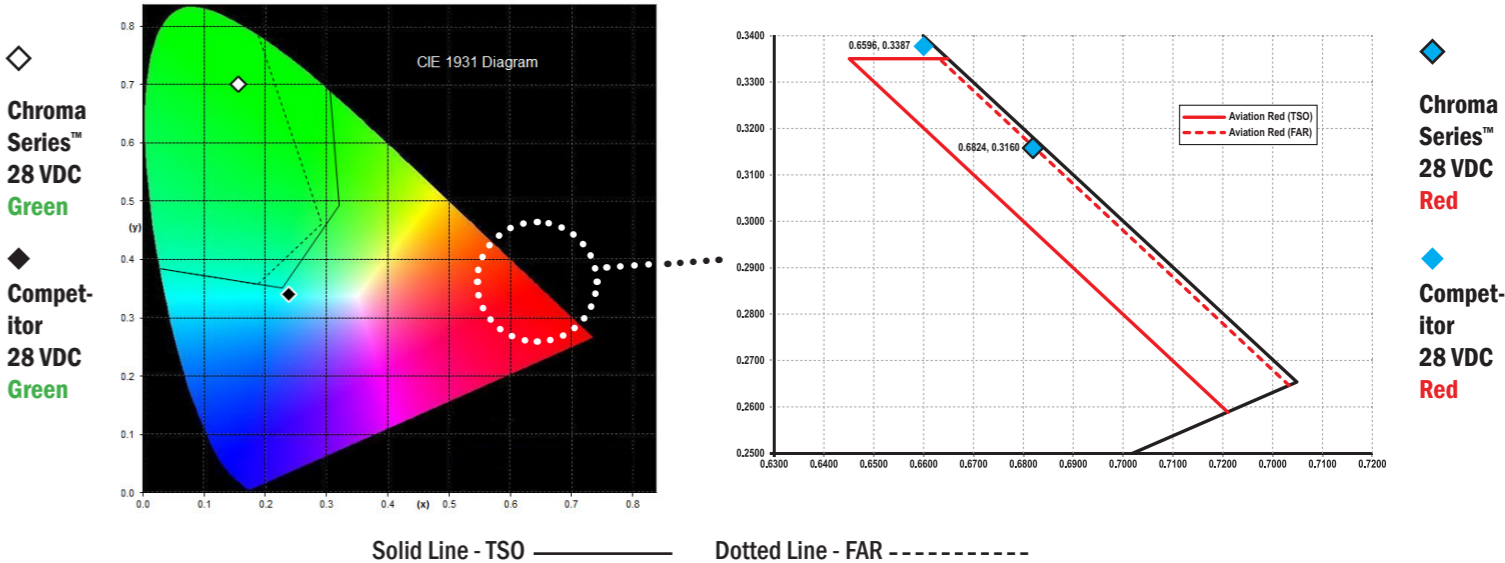 Chroma
Series™
28 VDC
Green
Compet-
itor
28 VDC
Green
CIE 1931 Diagram
0.8
0.7
0.6
0.5
(y)
0.4
0.3
0.2
0.1
0.0
0.0 0.1 0.2 0.3 (x) 0.4 0.5 0.6 0.7 0.8
0.3400
0.3300
0.3200
0.3100
0.3000
0.2900
0.2800
0.2700
0.2600
0.2500
0.6596, 0.3387
0.6824, 0.3160
Aviation Red (TSO)
Aviation Red (FAR)
0.6300 0.6400 0.6500 0.6600 0.6700 0.6800 0.6900 0.7000 0.7100 0.7200 0.7000 0.7100 0.7200
Chroma
Series™
28 VDC
Red
Compet-
itor
28 VDC
Red
Solid Line - TSO
Dotted Line - FAR